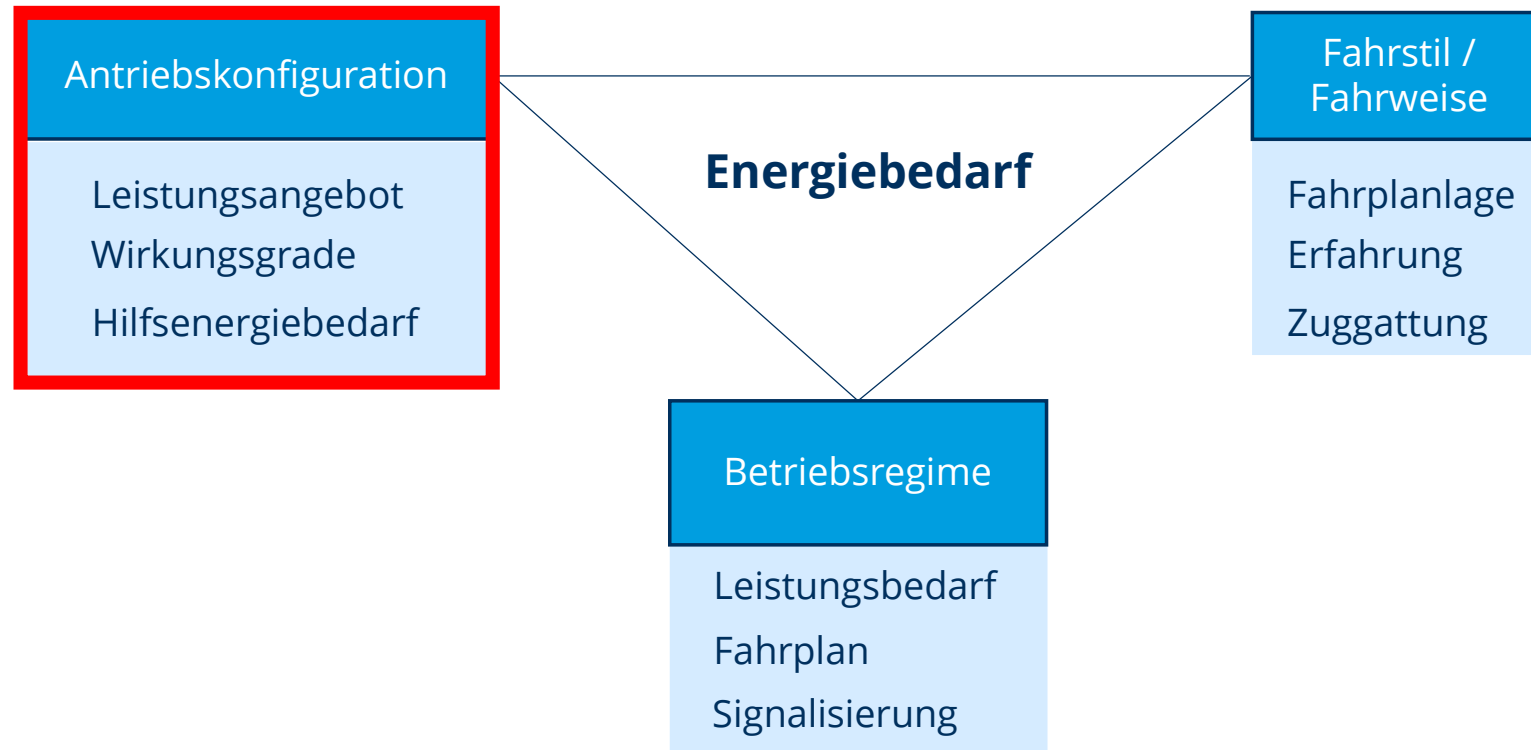 Antriebskonfiguration
Leistungsangebot
Wirkungsgrade
Hilfsenergiebedarf
Energiebedarf
Fahrstil /
Fahrweise
Fahrplanlage
Erfahrung
Zuggattung
Betriebsregime
Leistungsbedarf
Fahrplan
Signalisierung